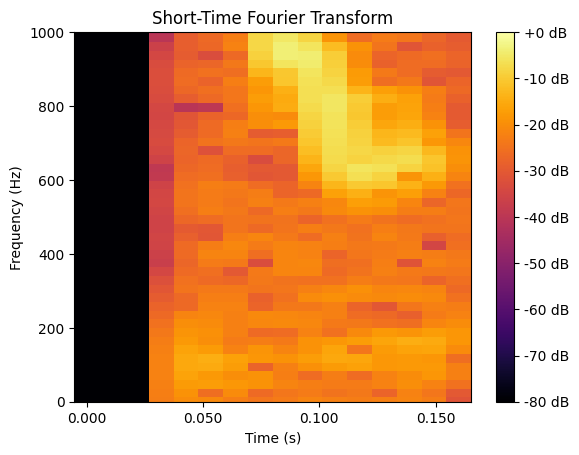 Short-Time Fourier Transform
1000
800
600
400
200
0
Frequency (Hz)
0.000
0.050
0.100
0.150
Time (s)
+0 dB
-10 dB
-20 dB
-30 dB
-40 dB
-50 dB
-60 dB
-70 dB
-80 dB